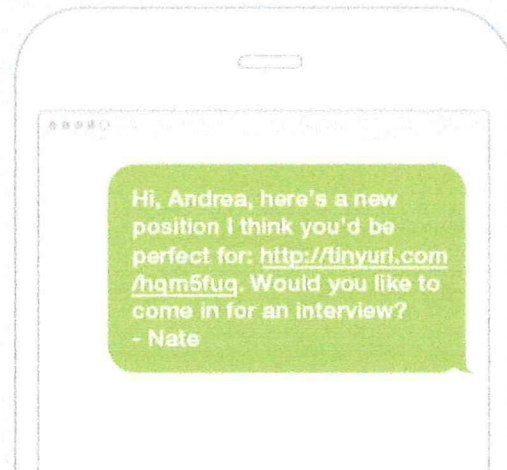 Hi, Andrea, here's a new
position I think you'd be
perfect for: http://tinyurl.com
/hqm5fuq. Would you like to
come in for an interview?
- Nate